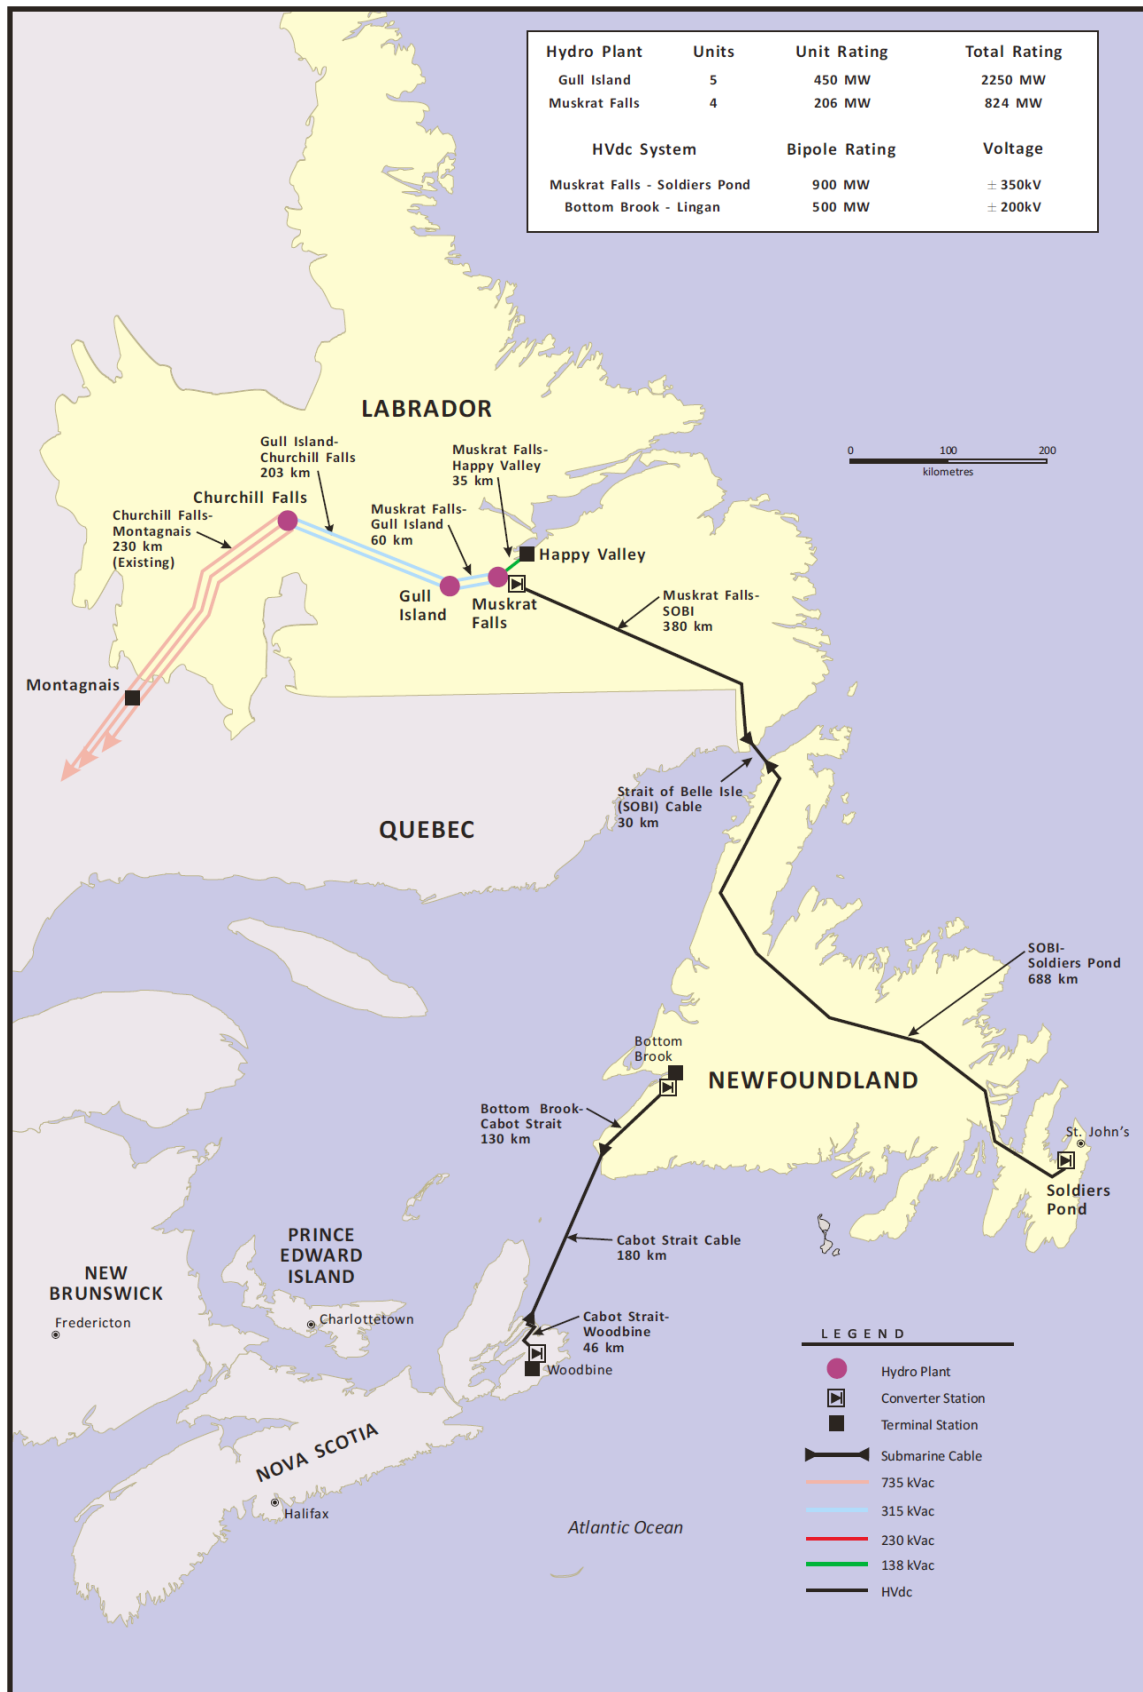 Hydro Plant Units Unit Rating Total Rating
Gull Island 5 450 MW 2250 MW
Muskrat Falls 4 206 MW 824 MW
HVdc System Bipole Rating Voltage
Muskrat Falls - Soldiers Pond 900 MW ± 350kV
Bottom Brook - Lingan 500 MW ± 200kV
LABRADOR
0 100 200
kilometres
Gull Island-
Churchill Falls
203 km
Muskrat Falls-
Happy Valley
35 km
Churchill Falls
Churchill Falls-
Montagnais
230 km
(Existing)
Muskrat Falls-
Gull Island
60 km
Happy Valley
Gull
Island
Muskrat
Falls
Muskrat Falls-
SOBI
380 km
Montagnais
Strait of Belle Isle
(SOBI) Cable
30 km
QUEBEC
SOBI-
Soldiers Pond
688 km
Bottom
Brook
NEWFOUNDLAND
Bottom Brook-
Cabot Strait
130 km
St. John's
Soldiers
Pond
Cabot Strait Cable
180 km
PRINCE
EDWARD
ISLAND
NEW
BRUNSWICK
Fredericton
Charlottetown
Cabot Strait-
Woodbine
46 km
Woodbine
NOVA SCOTIA
Halifax
Atlantic Ocean
LEGEND
Hydro Plant
Converter Station
Terminal Station
Submarine Cable
735 kVac
315 kVac
230 kVac
138 kVac
HVdc